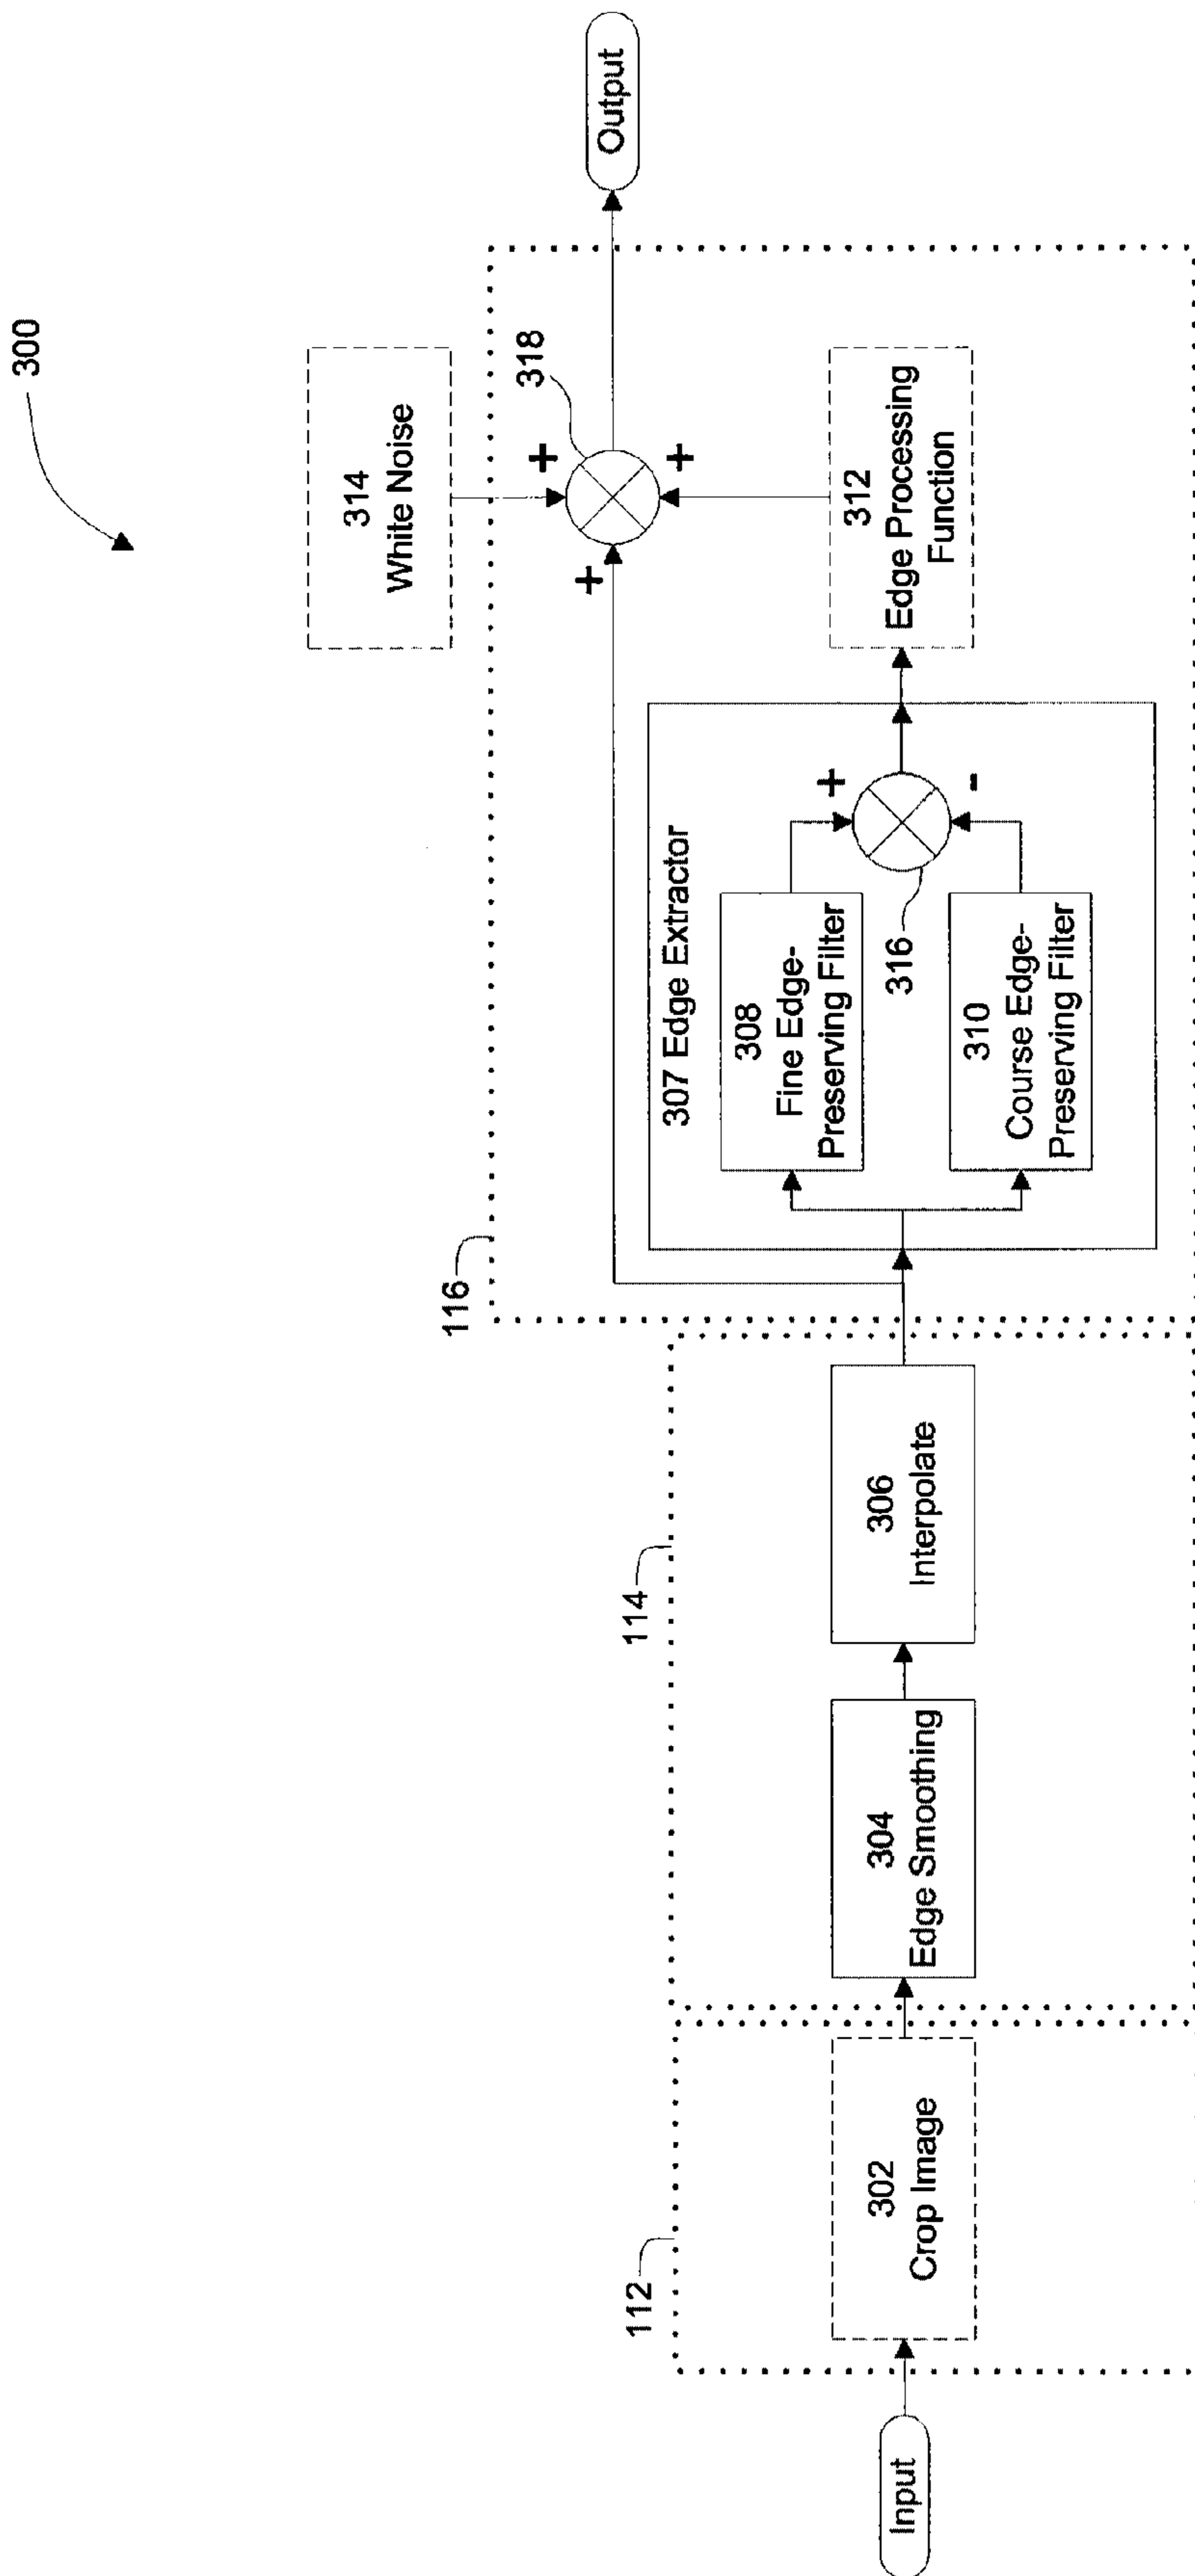 300
314
White Noise
318
+
+
+
Output
116
307 Edge Extractor
308
Fine Edge-
Preserving Filter
+
-
316
310
Course Edge-
Preserving Filter
312
Edge Processing
Function
114
304
Edge Smoothing
306
Interpolate
112
302
Crop Image
Input